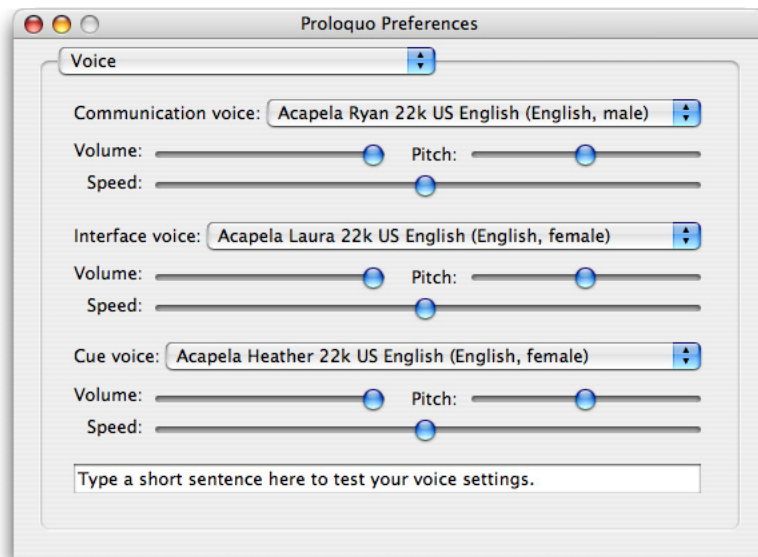 Proloquo Preferences
Voice
Communication voice: Acapela Ryan 22k US English (English, male)
Volume: Pitch:
Speed:
Interface voice: Acapela Laura 22k US English (English, female)
Volume: Pitch:
Speed:
Cue voice: Acapela Heather 22k US English (English, female)
Volume: Pitch:
Speed:
Type a short sentence here to test your voice settings.